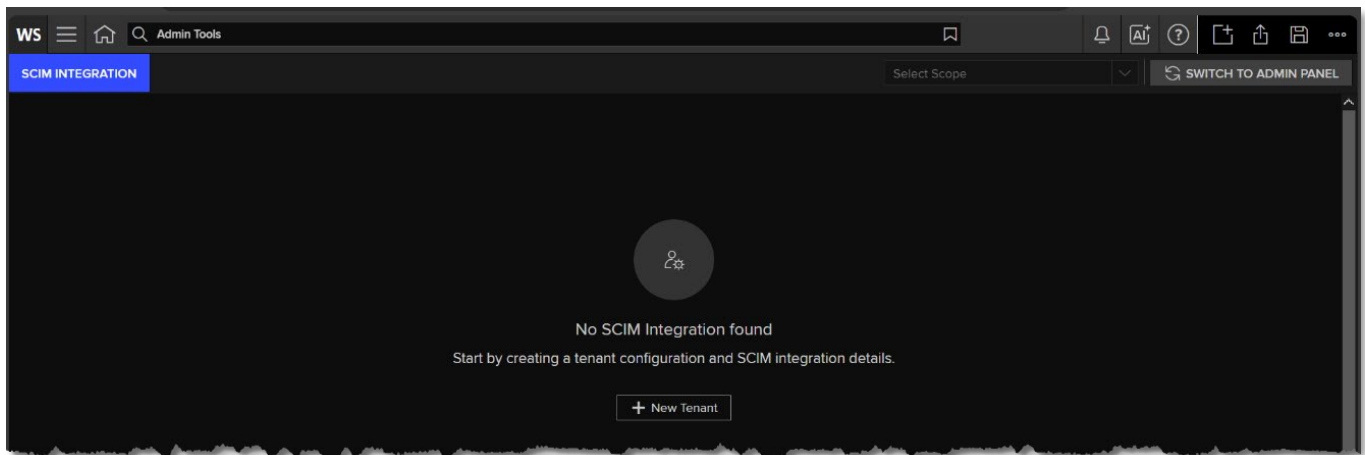 WS Admin Tools AI ?
SCIM INTEGRATION Select Scope SWITCH TO ADMIN PANEL
No SCIM Integration found
Start by creating a tenant configuration and SCIM integration details.
+ New Tenant